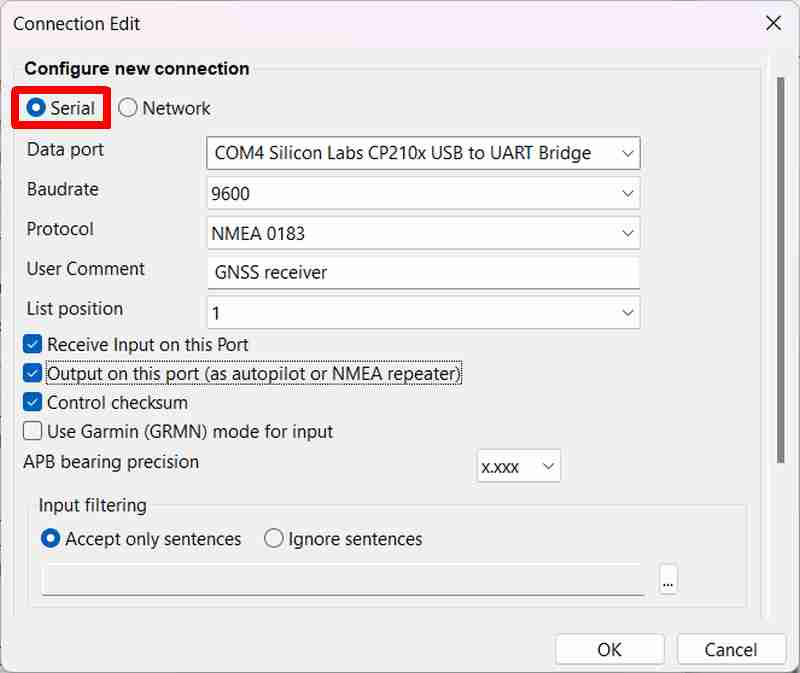 Connection Edit
Configure new connection
Serial Network
Data port COM4 Silicon Labs CP210x USB to UART Bridge
Baudrate 9600
Protocol NMEA 0183
User Comment GNSS receiver
List position 1
Receive Input on this Port
Output on this port (as autopilot or NMEA repeater)
Control checksum
Use Garmin (GRMN) mode for input
APB bearing precision x.xxx
Input filtering
Accept only sentences Ignore sentences
...
OK Cancel